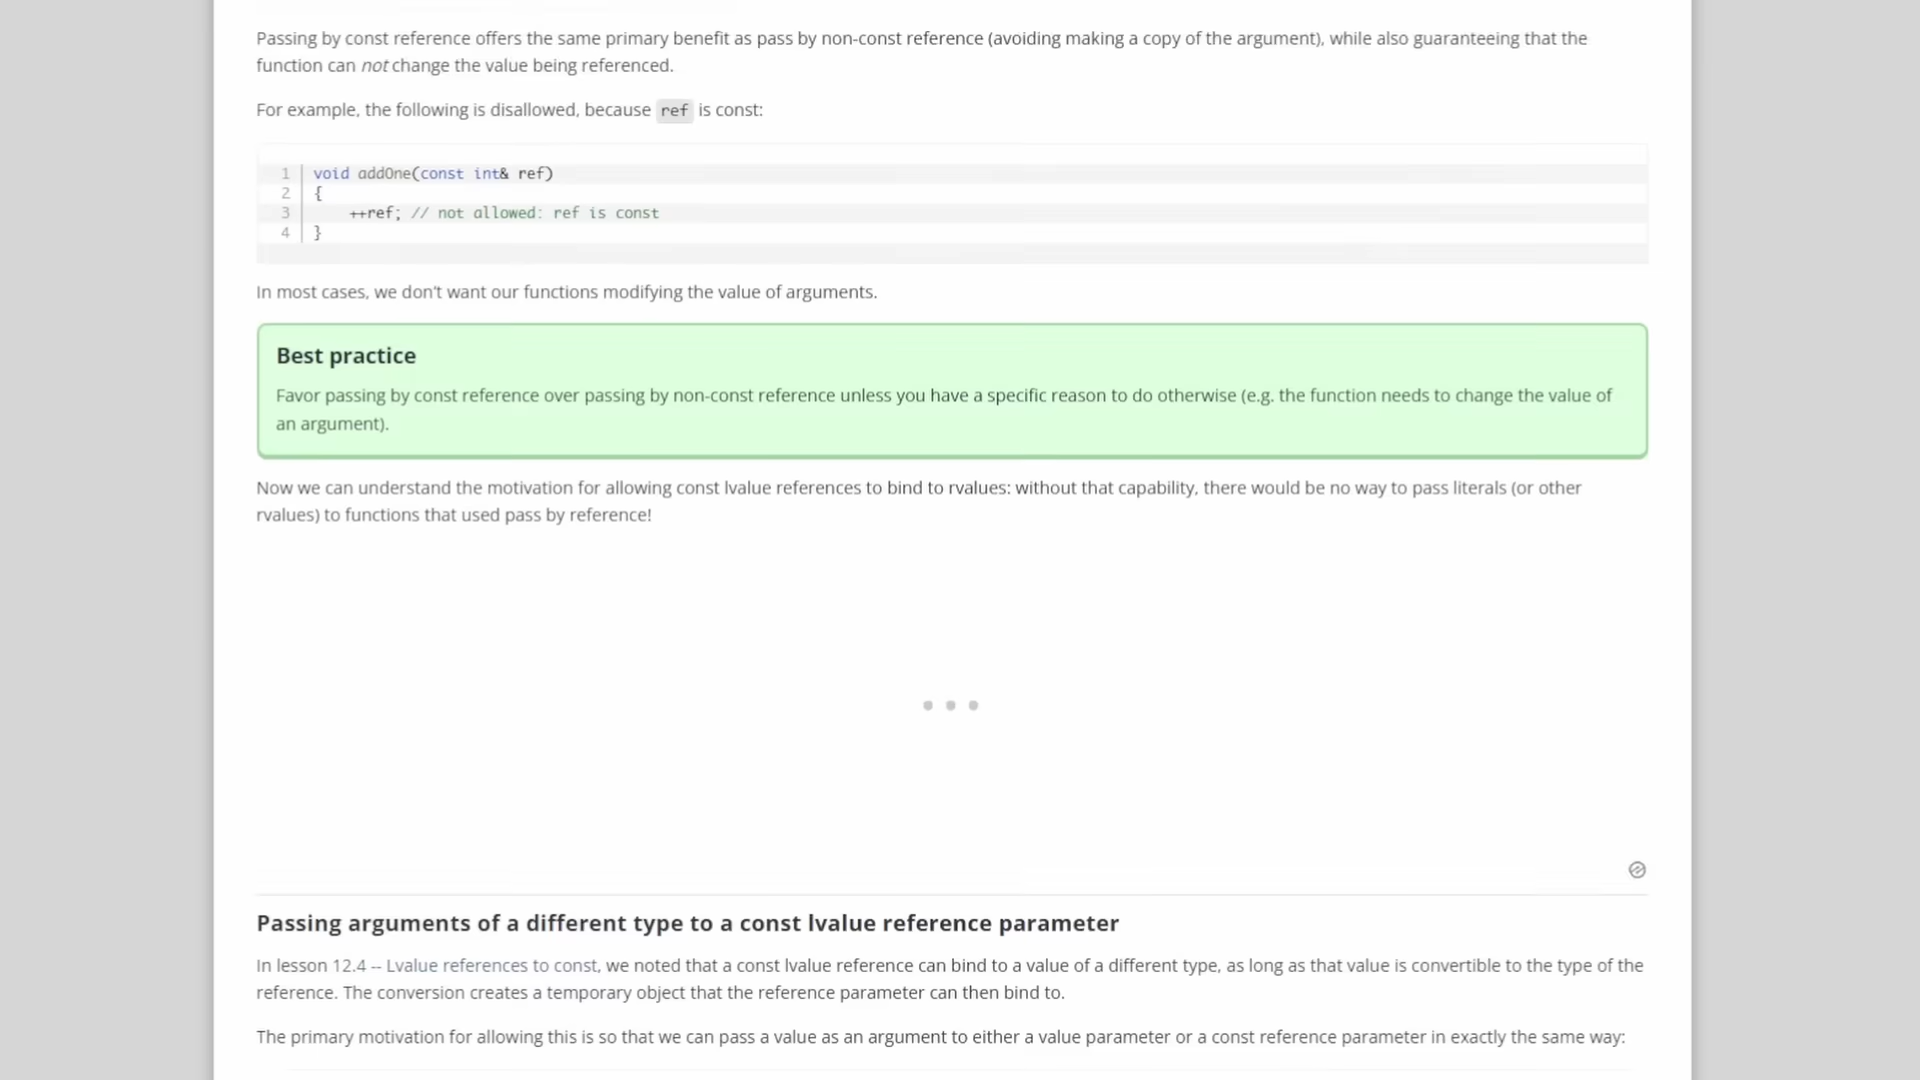 Passing by const reference offers the same primary benefit as pass by non-const reference (avoiding making a copy of the argument), while also guaranteeing that the
function can not change the value being referenced.
For example, the following is disallowed, because ref is const:
1 void addOne(const int& ref)
2 {
3 ++ref; // not allowed: ref is const
4 }
In most cases, we don't want our functions modifying the value of arguments.
Best practice
Favor passing by const reference over passing by non-const reference unless you have a specific reason to do otherwise (e.g. the function needs to change the value of
an argument).
Now we can understand the motivation for allowing const lvalue references to bind to rvalues: without that capability, there would be no way to pass literals (or other
rvalues) to functions that used pass by reference!
Passing arguments of a different type to a const lvalue reference parameter
In lesson 12.4 -- Lvalue references to const, we noted that a const lvalue reference can bind to a value of a different type, as long as that value is convertible to the type of the
reference. The conversion creates a temporary object that the reference parameter can then bind to.
The primary motivation for allowing this is so that we can pass a value as an argument to either a value parameter or a const reference parameter in exactly the same way: